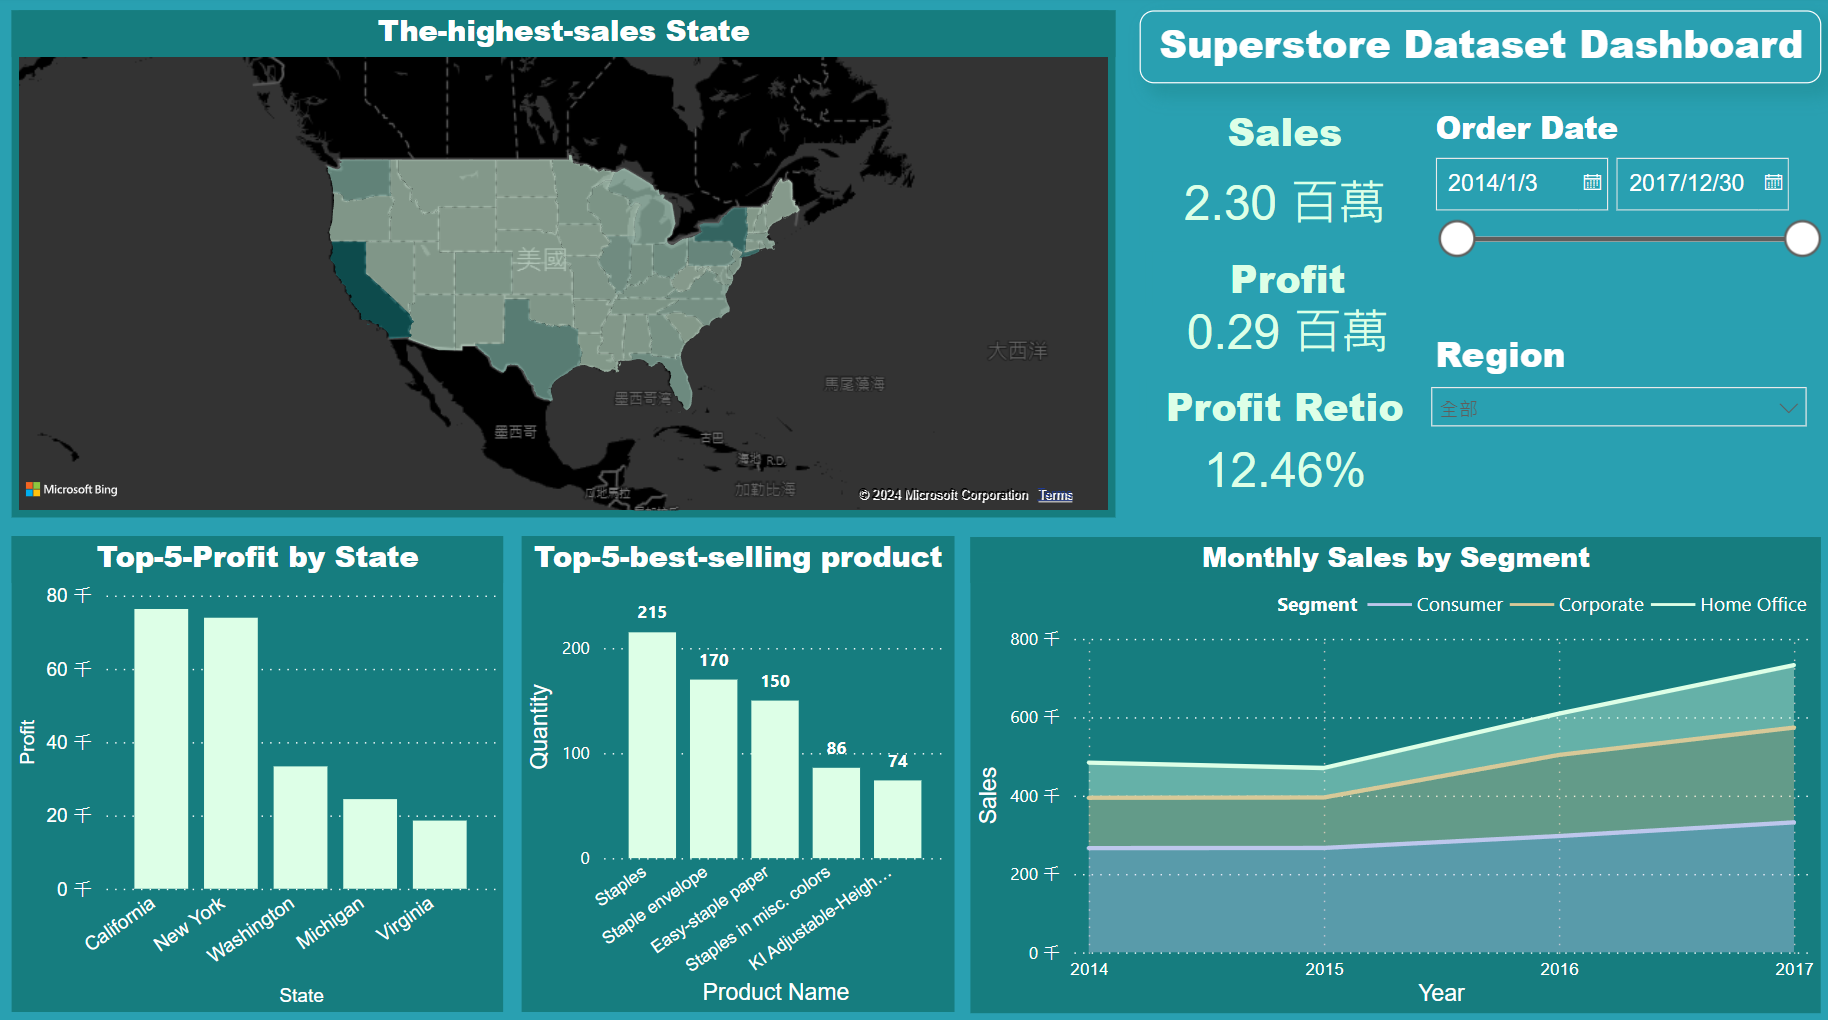 The-highest-sales State
美國
大西洋
馬尾藻海
墨西哥灣
墨西哥
古巴
海地 R.D.
加勒比海
瓜地馬拉
Microsoft Bing
© 2024 Microsoft Corporation Terms
Superstore Dataset Dashboard
Sales
2.30 百萬
Profit
0.29 百萬
Profit Retio
12.46%
Order Date
2014/1/3
2017/12/30
Region
全部
Top-5-Profit by State
80 千
60 千
40 千
20 千
0 千
Profit
California
New York
Washington
Michigan
Virginia
State
Top-5-best-selling product
200
100
0
Quantity
215
170
150
86
74
Staples
Staple envelope
Easy-staple paper
Staples in misc. colors
KI Adjustable-Heigh…
Product Name
Monthly Sales by Segment
Segment Consumer Corporate Home Office
800 千
600 千
400 千
200 千
0 千
Sales
2014
2015
2016
2017
Year